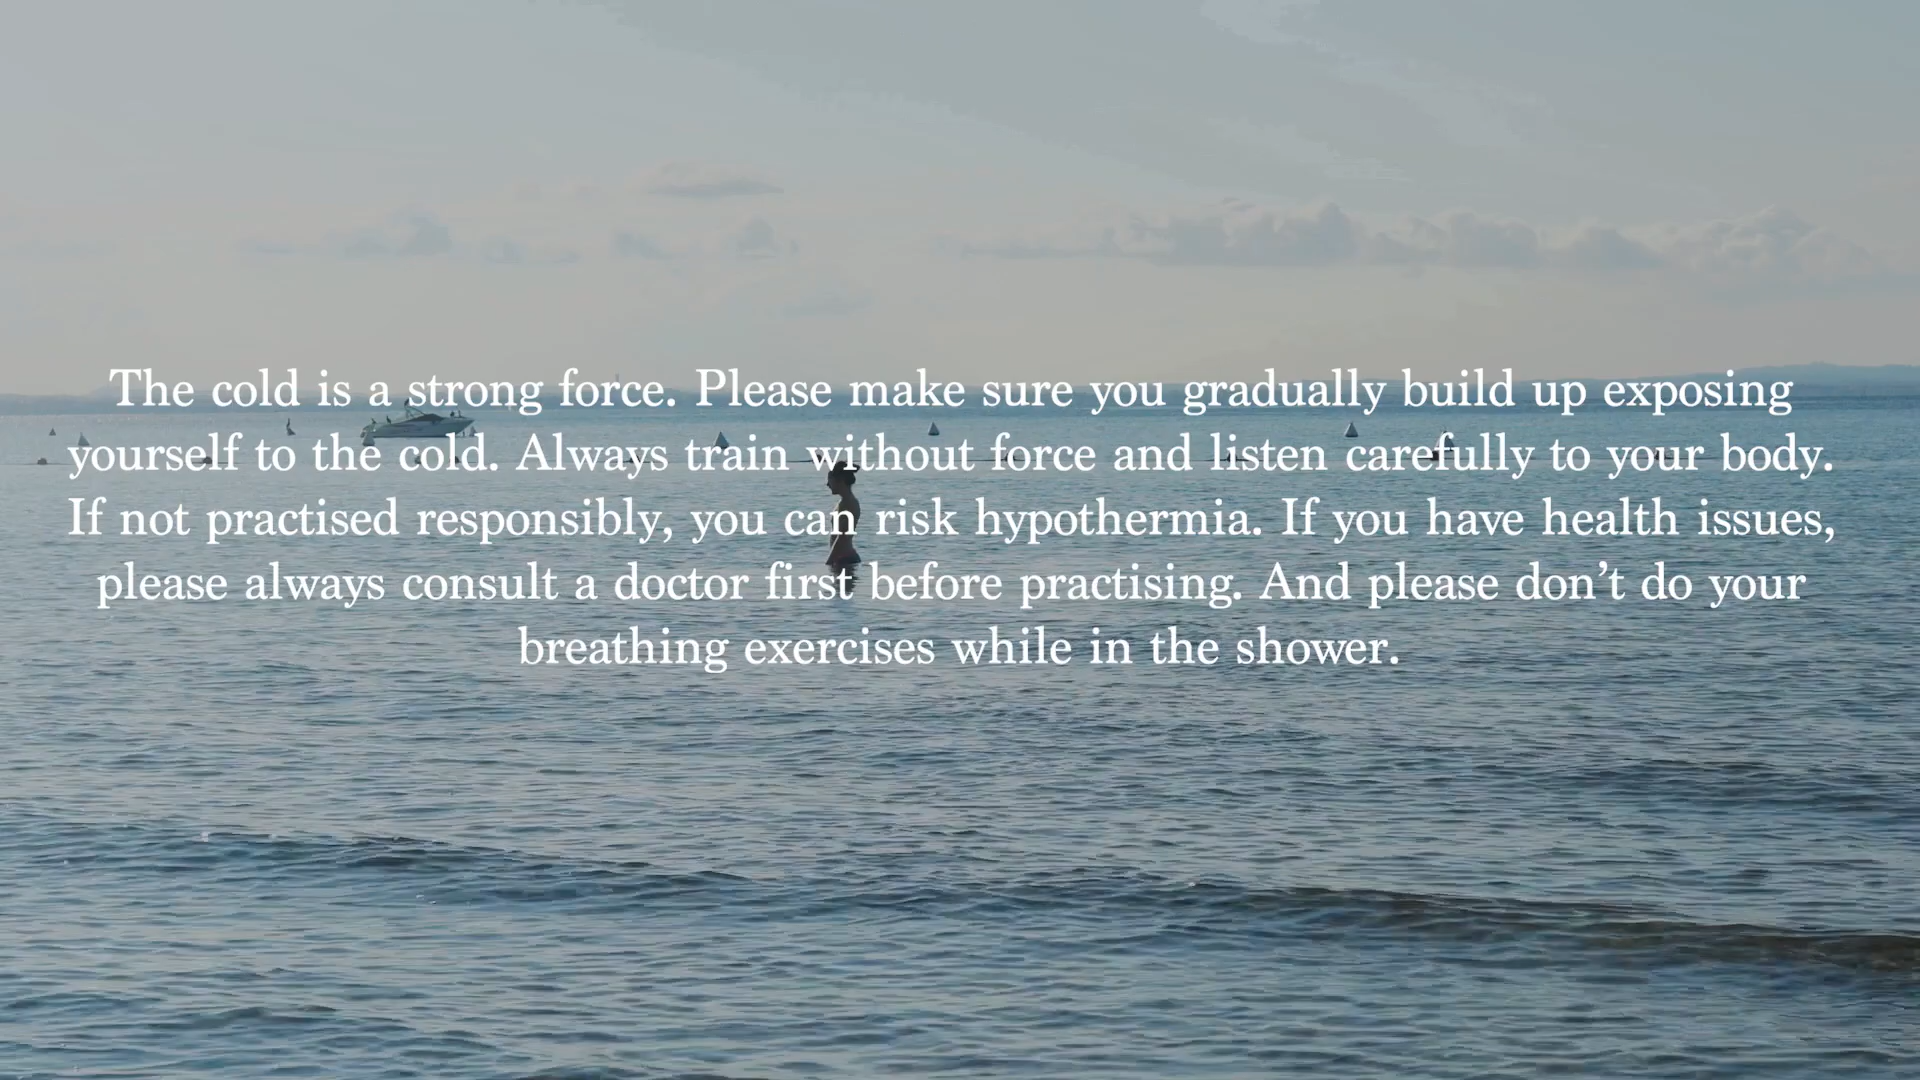 The cold is a strong force. Please make sure you gradually build up exposing
yourself to the cold. Always train without force and listen carefully to your body.
If not practised responsibly, you can risk hypothermia. If you have health issues,
please always consult a doctor first before practising. And please don’t do your
breathing exercises while in the shower.